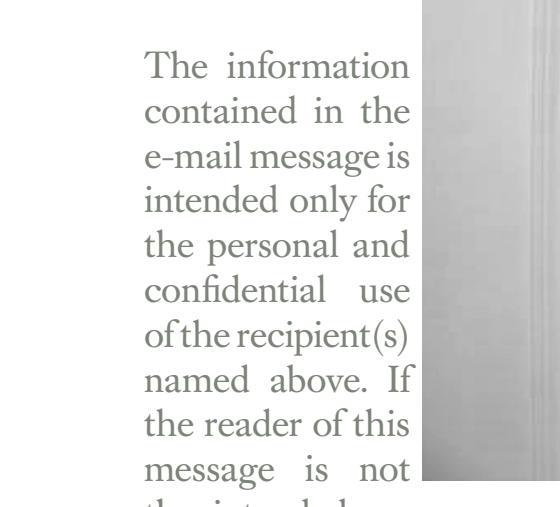 The information
contained in the
e-mail message is
intended only for
the personal and
confidential use
of the recipient(s)
named above. If
the reader of this
message is not